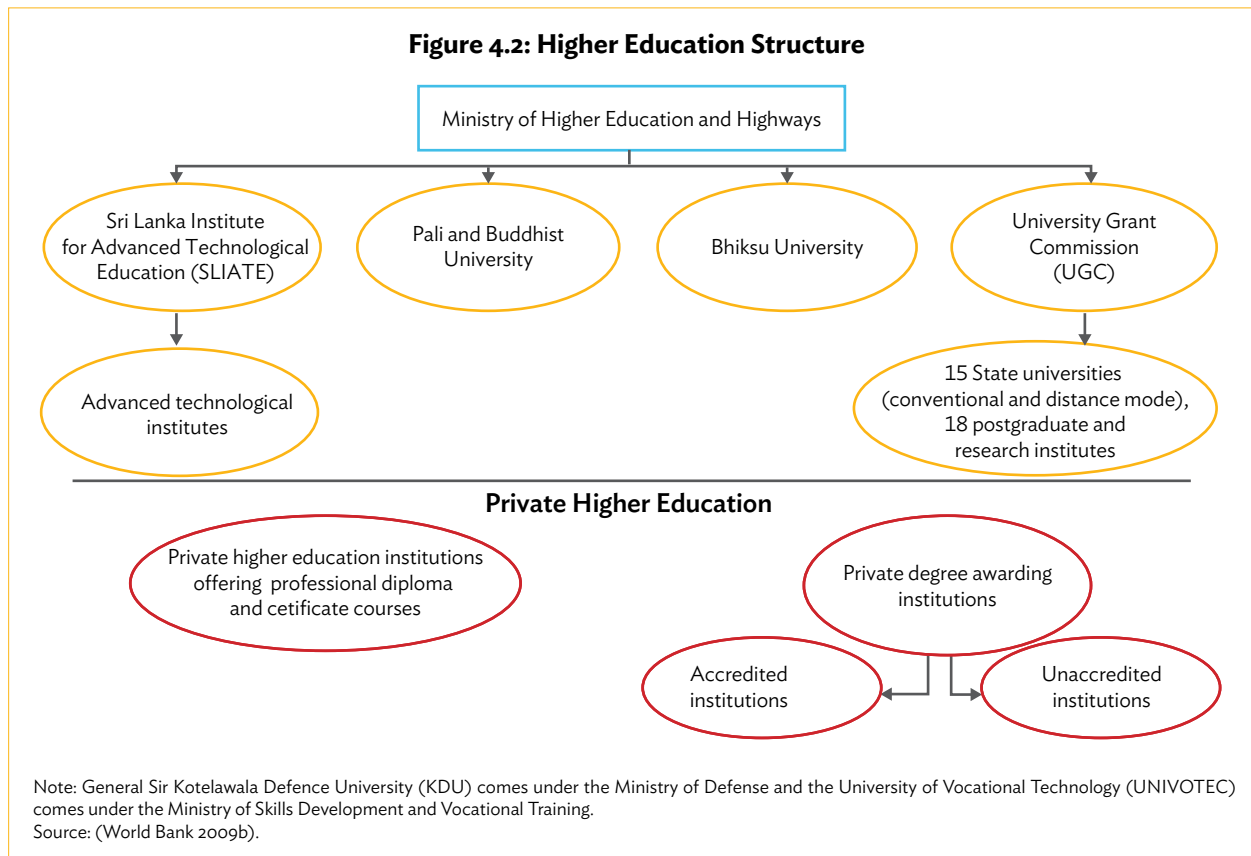 Figure 4.2: Higher Education Structure
Ministry of Higher Education and Highways
Sri Lanka Institute
for Advanced Technological
Education (SLIATE)
Pali and Buddhist
University
Bhiksu University
University Grant
Commission
(UGC)
Advanced technological
institutes
15 State universities
(conventional and distance mode),
18 postgraduate and
research institutes
Private Higher Education
Private higher education institutions
offering professional diploma
and cetificate courses
Private degree awarding
institutions
Accredited
institutions
Unaccredited
institutions
Note: General Sir Kotelawala Defence University (KDU) comes under the Ministry of Defense and the University of Vocational Technology (UNIVOTEC)
comes under the Ministry of Skills Development and Vocational Training.
Source: (World Bank 2009b).